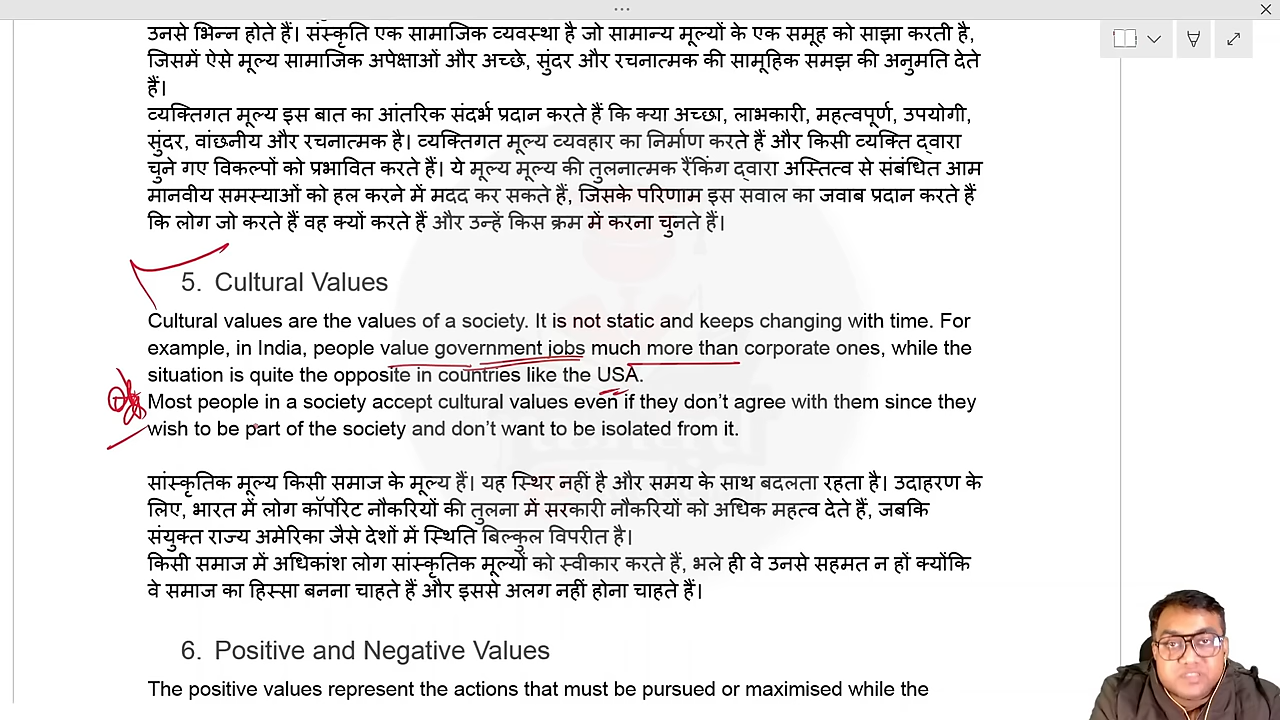 उनसे भिन्न होते हैं। संस्कृति एक सामाजिक व्यवस्था है जो सामान्य मूल्यों के एक समूह को साझा करती है,
जिसमें ऐसे मूल्य सामाजिक अपेक्षाओं और अच्छे, सुंदर और रचनात्मक की सामूहिक समझ की अनुमति देते
हैं।
व्यक्तिगत मूल्य इस बात का आंतरिक संदर्भ प्रदान करते हैं कि क्या अच्छा, लाभकारी, महत्वपूर्ण, उपयोगी,
सुंदर, वांछनीय और रचनात्मक है। व्यक्तिगत मूल्य व्यवहार का निर्माण करते हैं और किसी व्यक्ति द्वारा
चुने गए विकल्पों को प्रभावित करते हैं। ये मूल्य मूल्य की तुलनात्मक रैंकिंग द्वारा अस्तित्व से संबंधित आम
मानवीय समस्याओं को हल करने में मदद कर सकते हैं, जिसके परिणाम इस सवाल का जवाब प्रदान करते हैं
कि लोग जो करते हैं वह क्यों करते हैं और उन्हें किस क्रम में करना चुनते हैं।
5. Cultural Values
Cultural values are the values of a society. It is not static and keeps changing with time. For
example, in India, people value government jobs much more than corporate ones, while the
situation is quite the opposite in countries like the USA.
Most people in a society accept cultural values even if they don't agree with them since they
wish to be part of the society and don't want to be isolated from it.
सांस्कृतिक मूल्य किसी समाज के मूल्य हैं। यह स्थिर नहीं है और समय के साथ बदलता रहता है। उदाहरण के
लिए, भारत में लोग कॉर्पोरेट नौकरियों की तुलना में सरकारी नौकरियों को अधिक महत्व देते हैं, जबकि
संयुक्त राज्य अमेरिका जैसे देशों में स्थिति बिल्कुल विपरीत है।
किसी समाज में अधिकांश लोग सांस्कृतिक मूल्यों को स्वीकार करते हैं, भले ही वे उनसे सहमत न हों क्योंकि
वे समाज का हिस्सा बनना चाहते हैं और इससे अलग नहीं होना चाहते हैं।
6. Positive and Negative Values
The positive values represent the actions that must be pursued or maximised while the